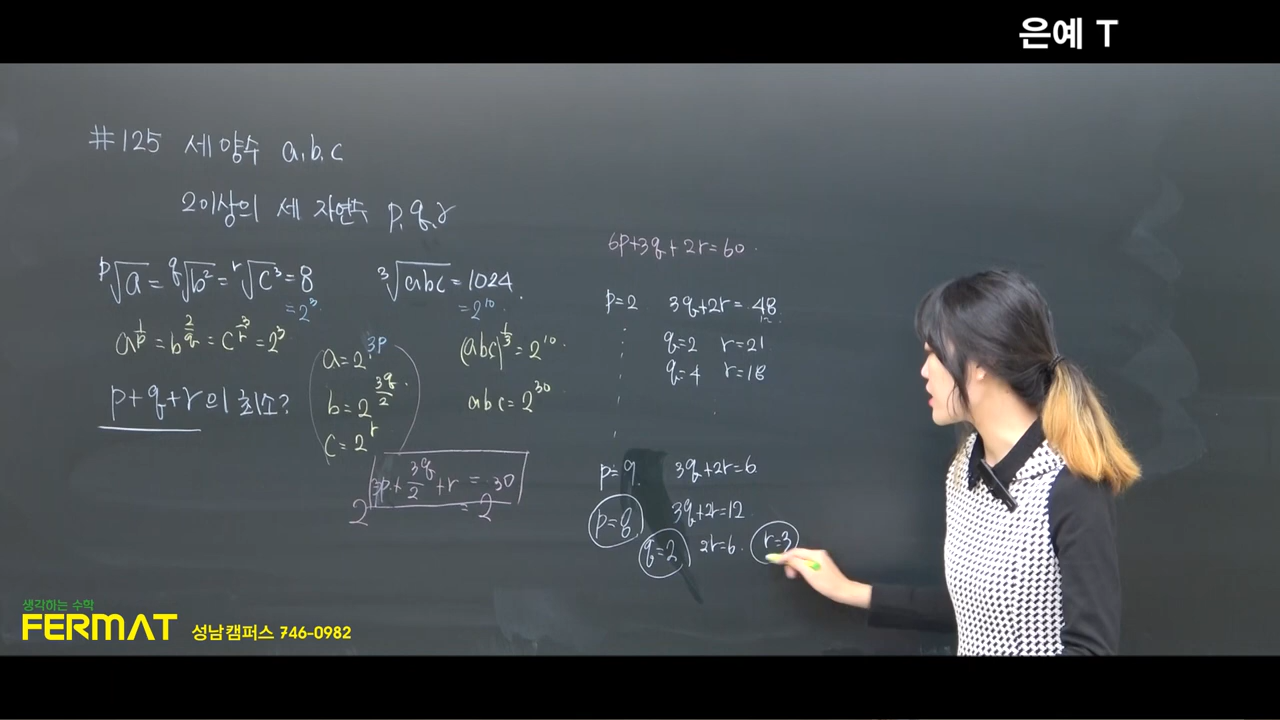 은예 T
#125 세 양수 a, b, c
2이상의 세 자연수 p, q, r
ᵖ√a = ᑫ√b² = ʳ√c³ = 8
= 2³
³√abc = 1024.
= 2¹⁰
a^(1/p) = b^(2/q) = c^(3/r) = 2³
p+q+r의 최소?
a = 2^(3p)
b = 2^(3q/2)
c = 2^r
(abc)^(1/3) = 2¹⁰
abc = 2³⁰
2^(3p + 3q/2 + r = 30) = 2
6p+3q+2r=60
p=2 3q+2r=48
q=2 r=21
q=4 r=18
p=9 3q+2r=6
p=8 3q+2r=12
q=2 2r=6 r=3
생각하는 수학
FERMAT 성남캠퍼스 746-0982